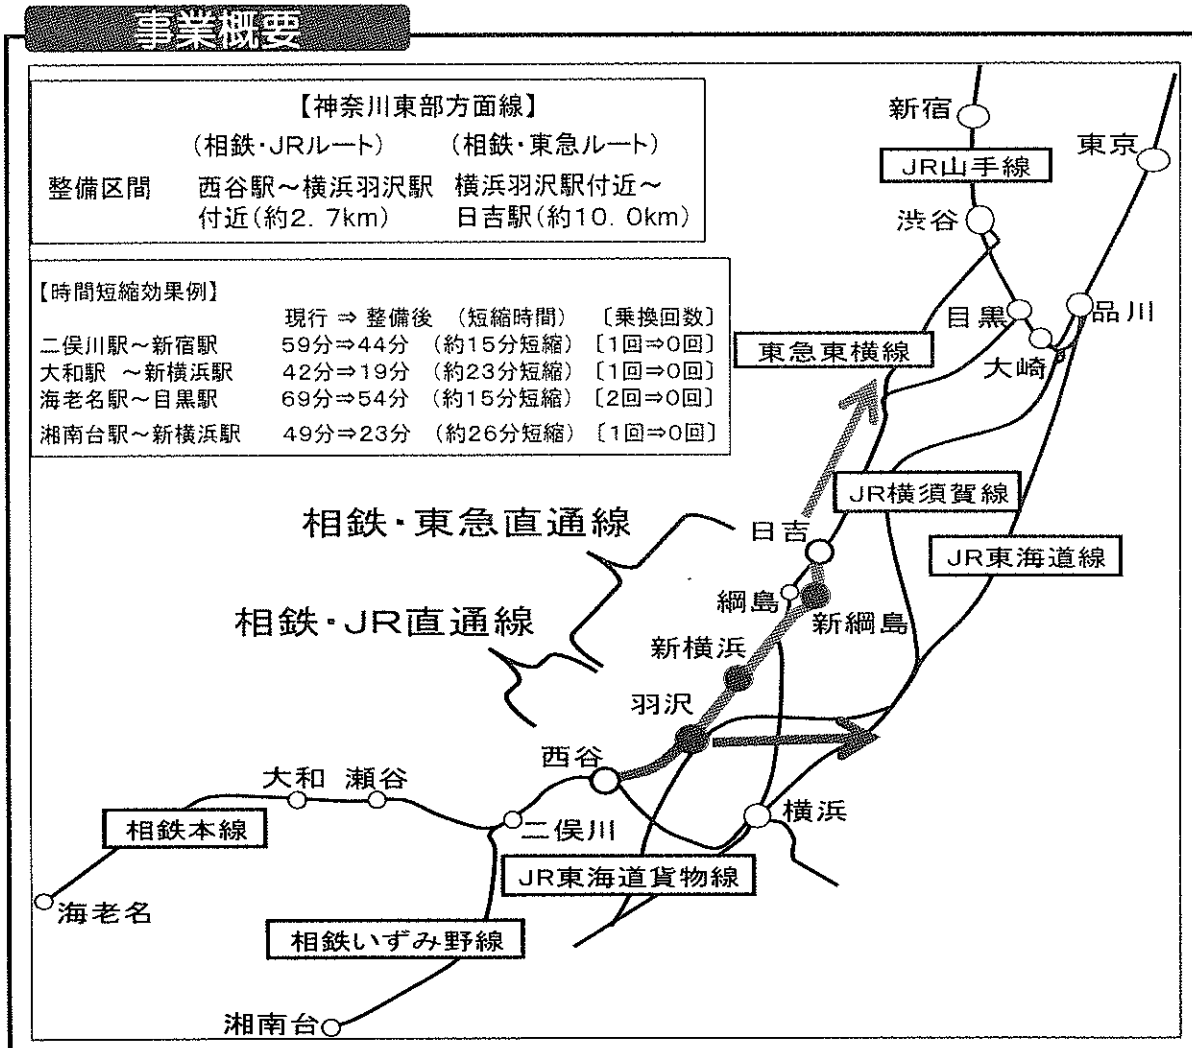 事業概要
【神奈川東部方面線】
(相鉄・JRルート) (相鉄・東急ルート)
整備区間 西谷駅～横浜羽沢駅 横浜羽沢駅付近～
付近(約2.7km) 日吉駅(約10.0km)
【時間短縮効果例】
現行 ⇒ 整備後 (短縮時間) 〔乗換回数〕
二俣川駅～新宿駅 59分⇒44分 (約15分短縮) 〔1回⇒0回〕
大和駅 ～新横浜駅 42分⇒19分 (約23分短縮) 〔1回⇒0回〕
海老名駅～目黒駅 69分⇒54分 (約15分短縮) 〔2回⇒0回〕
湘南台駅～新横浜駅 49分⇒23分 (約26分短縮) 〔1回⇒0回〕
新宿
東京
JR山手線
渋谷
目黒
品川
大崎
東急東横線
JR横須賀線
相鉄・東急直通線
日吉
JR東海道線
綱島
新綱島
相鉄・JR直通線
新横浜
羽沢
西谷
大和 瀬谷
横浜
二俣川
相鉄本線
JR東海道貨物線
海老名
相鉄いずみ野線
湘南台